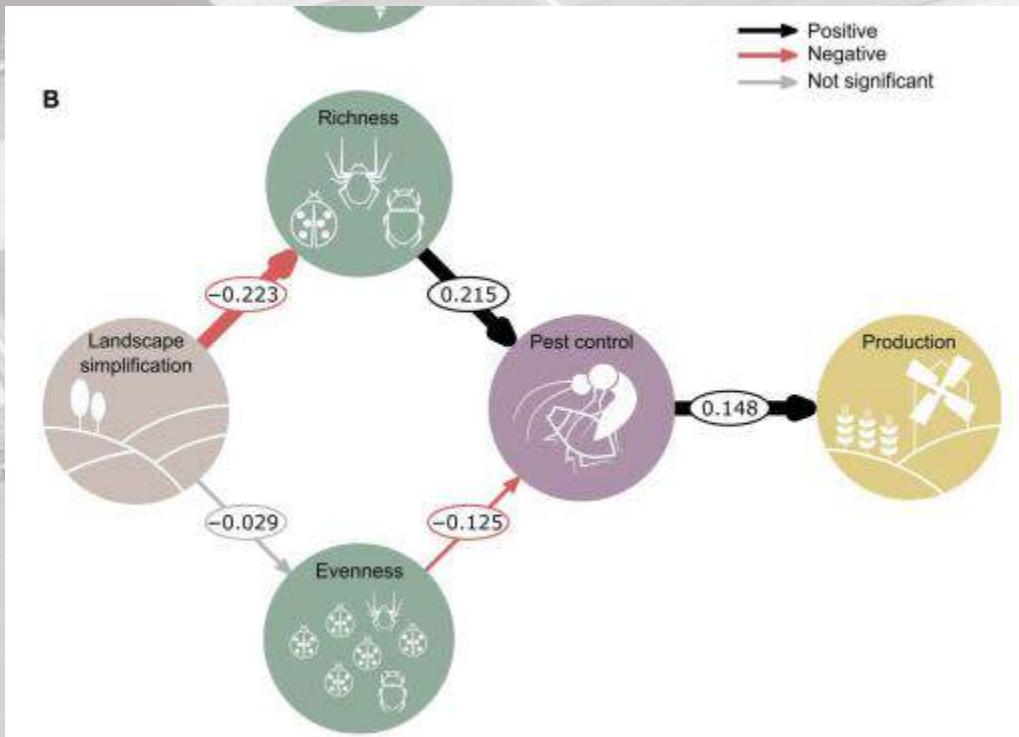 Positive
Negative
Not significant
B
Richness
−0.223
0.215
Landscape
simplification
Pest control
Production
0.148
−0.029
−0.125
Evenness